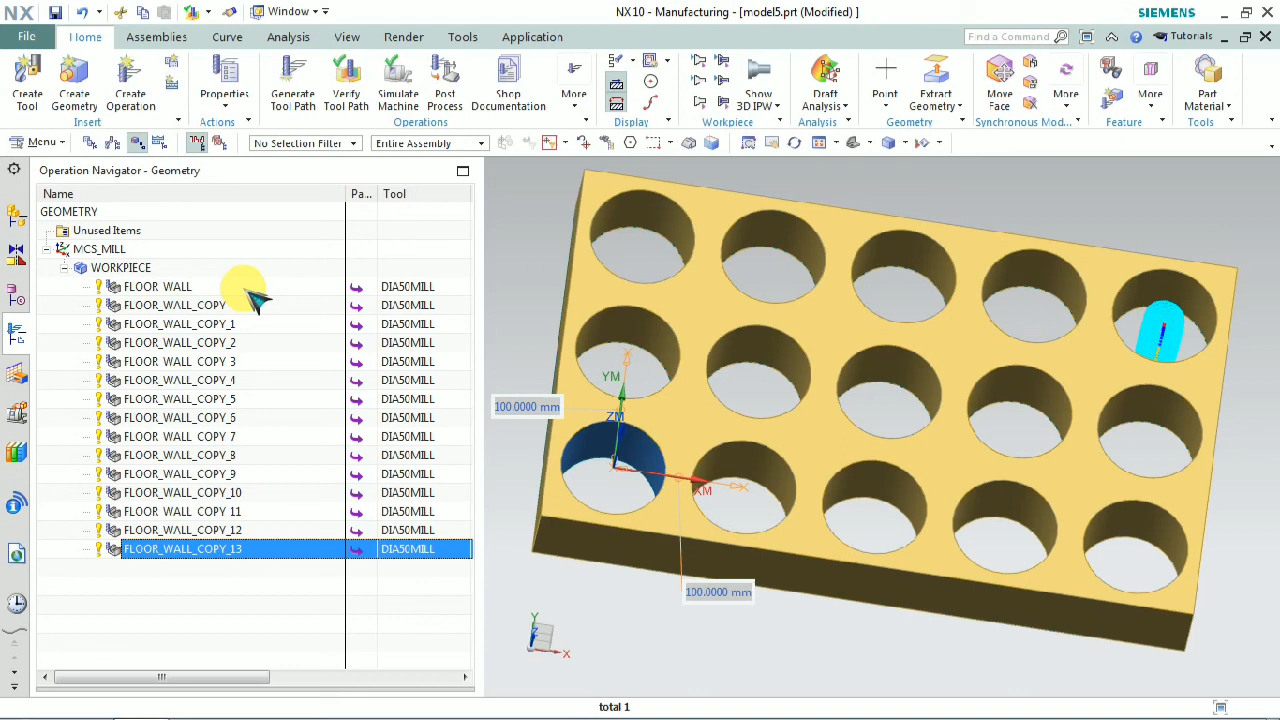 NX
Window
NX10 - Manufacturing - [model5.prt (Modified) ]
SIEMENS
File
Home
Assemblies
Curve
Analysis
View
Render
Tools
Application
Find a Command
Tutorials
Create Tool
Create Geometry
Create Operation
Properties
Generate Tool Path
Verify Tool Path
Simulate Machine
Post Process
Shop Documentation
More
Show 3D IPW
Draft Analysis
Point
Extract Geometry
Move Face
More
More
Part Material
Insert
Actions
Operations
Display
Workpiece
Analysis
Geometry
Synchronous Mod...
Feature
Tools
Menu
No Selection Filter
Entire Assembly
Operation Navigator - Geometry
Name Pa... Tool
GEOMETRY
Unused Items
MCS_MILL
WORKPIECE
FLOOR_WALL DIA50MILL
FLOOR_WALL_COPY DIA50MILL
FLOOR_WALL_COPY_1 DIA50MILL
FLOOR_WALL_COPY_2 DIA50MILL
FLOOR_WALL_COPY_3 DIA50MILL
FLOOR_WALL_COPY_4 DIA50MILL
FLOOR_WALL_COPY_5 DIA50MILL
FLOOR_WALL_COPY_6 DIA50MILL
FLOOR_WALL_COPY_7 DIA50MILL
FLOOR_WALL_COPY_8 DIA50MILL
FLOOR_WALL_COPY_9 DIA50MILL
FLOOR_WALL_COPY_10 DIA50MILL
FLOOR_WALL_COPY_11 DIA50MILL
FLOOR_WALL_COPY_12 DIA50MILL
FLOOR_WALL_COPY_13 DIA50MILL
YM
100.0000 mm
ZM
XM
100.0000 mm
Y
Z
X
total 1